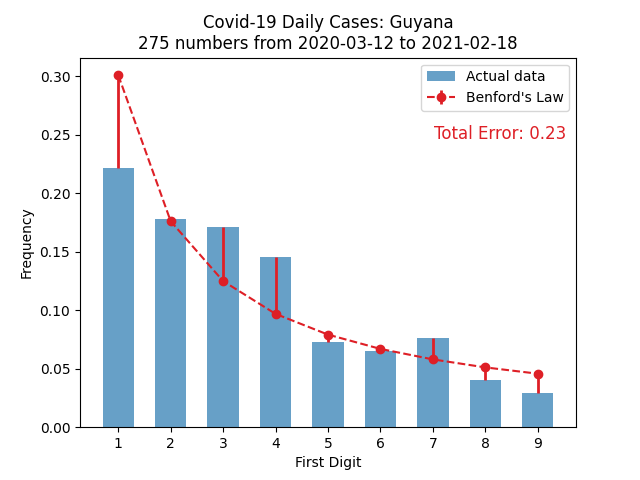 Covid-19 Daily Cases: Guyana
275 numbers from 2020-03-12 to 2021-02-18
Actual data
Benford's Law
Total Error: 0.23
Frequency
0.30
0.25
0.20
0.15
0.10
0.05
0.00
1 2 3 4 5 6 7 8 9
First Digit